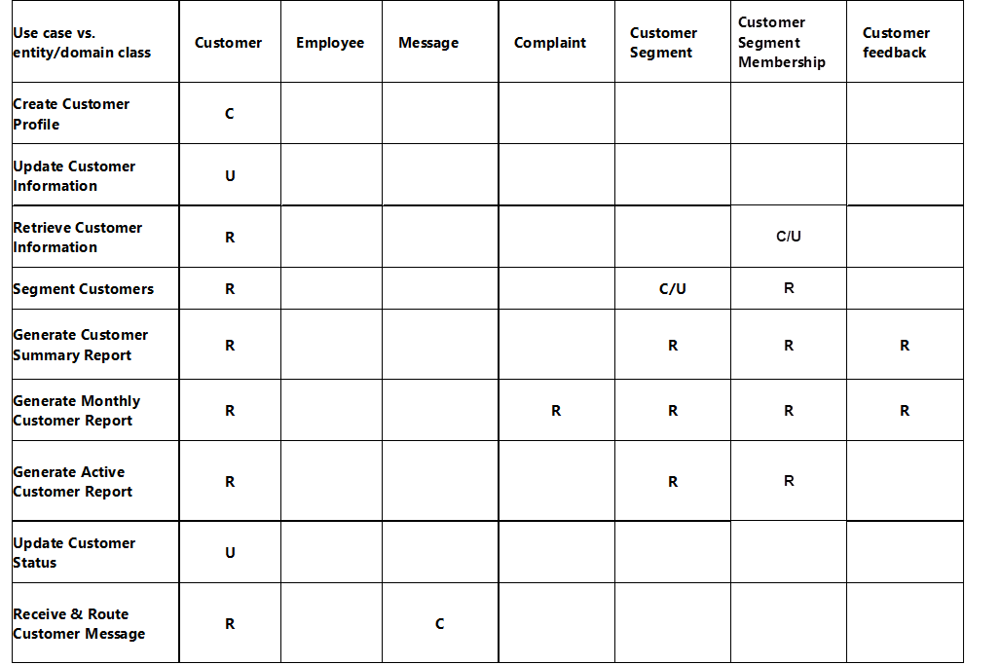 Use case vs.
entity/domain class
Customer
Employee
Message
Complaint
Customer
Segment
Customer
Segment
Membership
Customer
feedback
Create Customer
Profile
C
Update Customer
Information
U
Retrieve Customer
Information
R
C/U
Segment Customers
R
C/U
R
Generate Customer
Summary Report
R
R
R
R
Generate Monthly
Customer Report
R
R
R
R
R
Generate Active
Customer Report
R
R
R
Update Customer
Status
U
Receive & Route
Customer Message
R
C